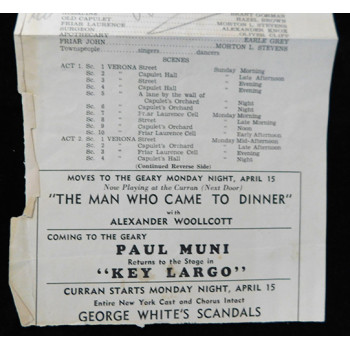 OLD CAPULET
FRIAR LAURENCE
SURGEON
APOTHECARY
FRIAR JOHN EARLE GREY
Townspeople singers dancers MORTON L. STEVENS
SCENES
ACT 1. Sc. 1 VERONA Street Sunday Morning
Sc. 2 " Capulet Hall " Late Afternoon
Sc. 3 " Street " Evening
Sc. 4 " Capulet Hall " Evening
Sc. 5 " A lane by the wall of
Capulet's Orchard " Night
Sc. 6 " Capulet's Orchard " Night
Sc. 7 " Friar Laurence Cell Monday Morning
Sc. 8 " Street " Late Morning
Sc. 9 " Capulet's Orchard " Noon
Sc. 10 " Friar Laurence Cell " Early Afternoon
ACT 2. Sc. 1 VERONA Street Monday Mid-Afternoon
Sc. 2 " Capulet's Orchard " Late Afternoon
Sc. 3 " Friar Laurence Cell " Evening
Sc. 4 " Capulet's Hall " Night
(Continued Reverse Side)
MOVES TO THE GEARY MONDAY NIGHT, APRIL 15
Now Playing at the Curran (Next Door)
"THE MAN WHO CAME TO DINNER"
with
ALEXANDER WOOLLCOTT
COMING TO THE GEARY
PAUL MUNI
Returns to the Stage in
"KEY LARGO"
CURRAN STARTS MONDAY NIGHT, APRIL 15
Entire New York Cast and Chorus Intact
GEORGE WHITE'S SCANDALS